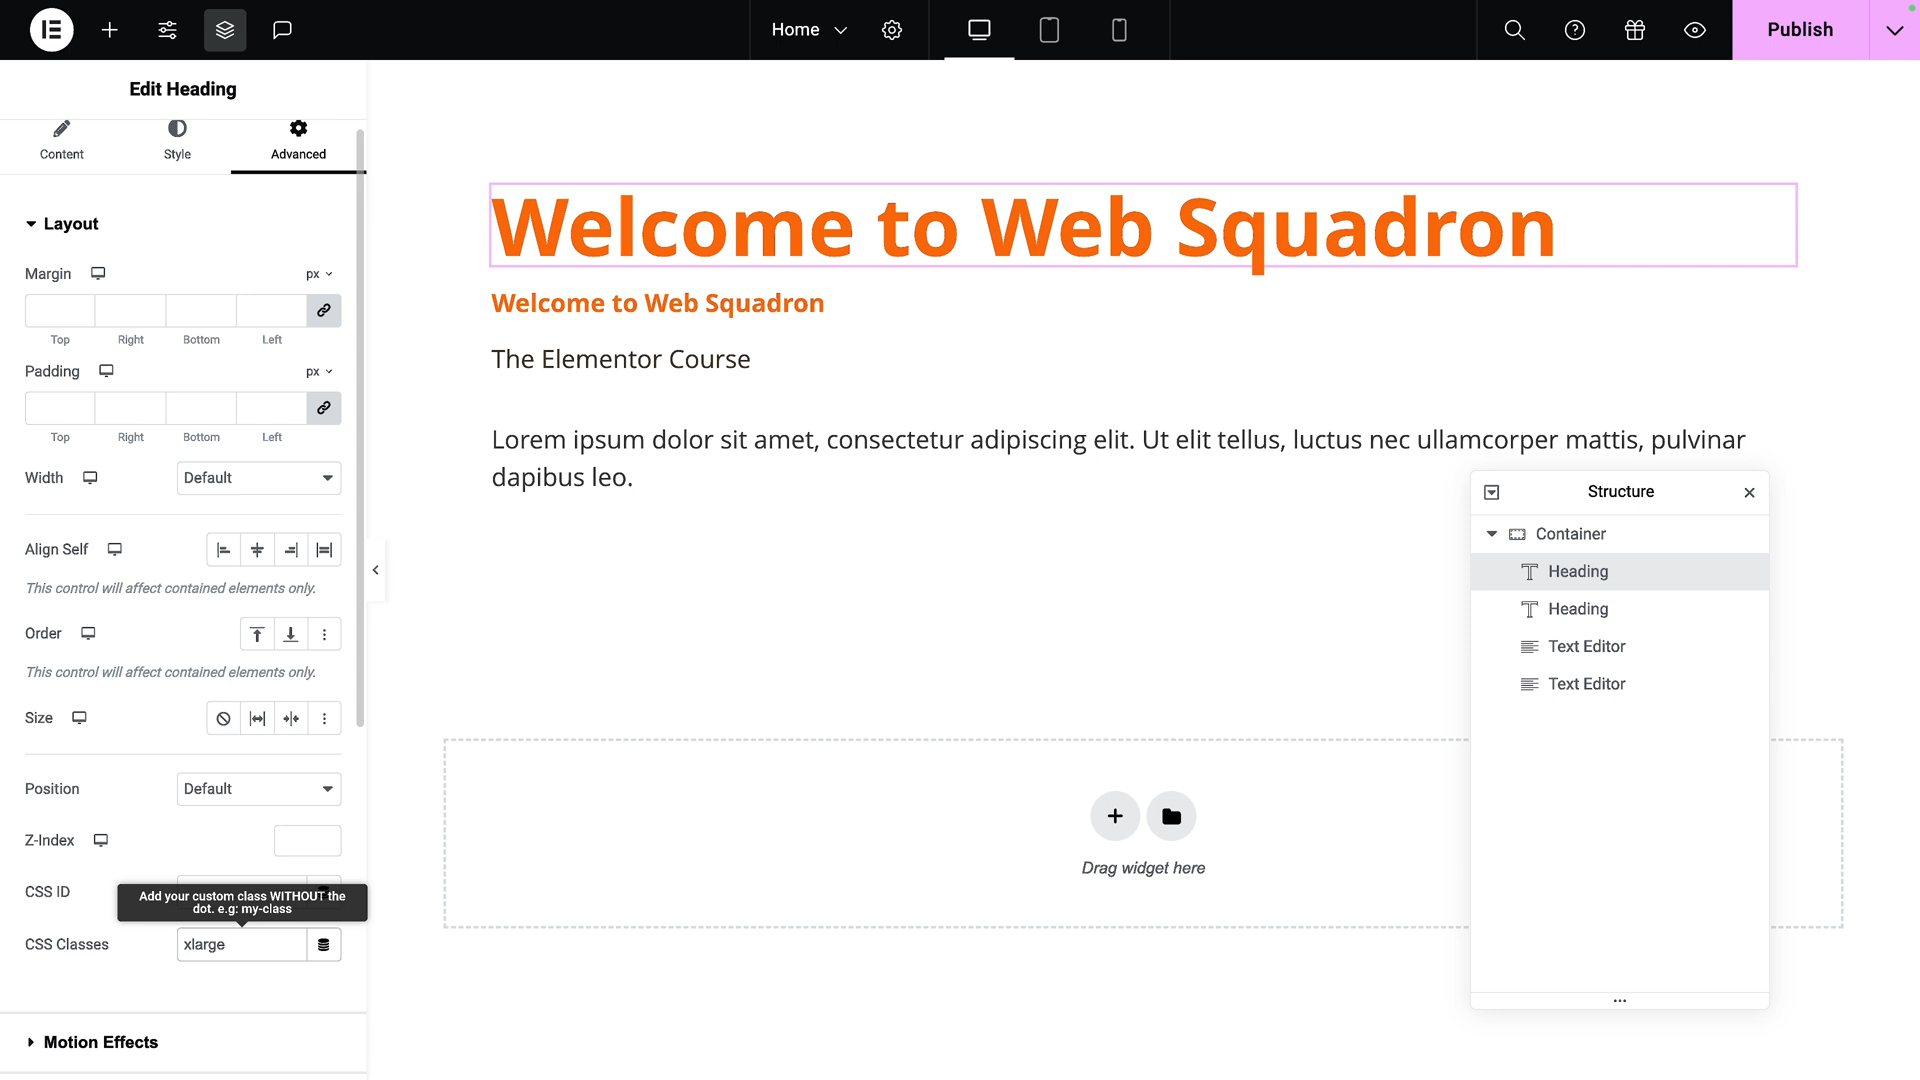 Home
Publish
Edit Heading
Content
Style
Advanced
Layout
Margin
px
Top
Right
Bottom
Left
Padding
px
Top
Right
Bottom
Left
Width
Default
Align Self
This control will affect contained elements only.
Order
This control will affect contained elements only.
Size
Position
Default
Z-Index
CSS ID
Add your custom class WITHOUT the
dot. e.g: my-class
CSS Classes
xlarge
Motion Effects
Welcome to Web Squadron
Welcome to Web Squadron
The Elementor Course
Lorem ipsum dolor sit amet, consectetur adipiscing elit. Ut elit tellus, luctus nec ullamcorper mattis, pulvinar
dapibus leo.
Drag widget here
Structure
Container
Heading
Heading
Text Editor
Text Editor